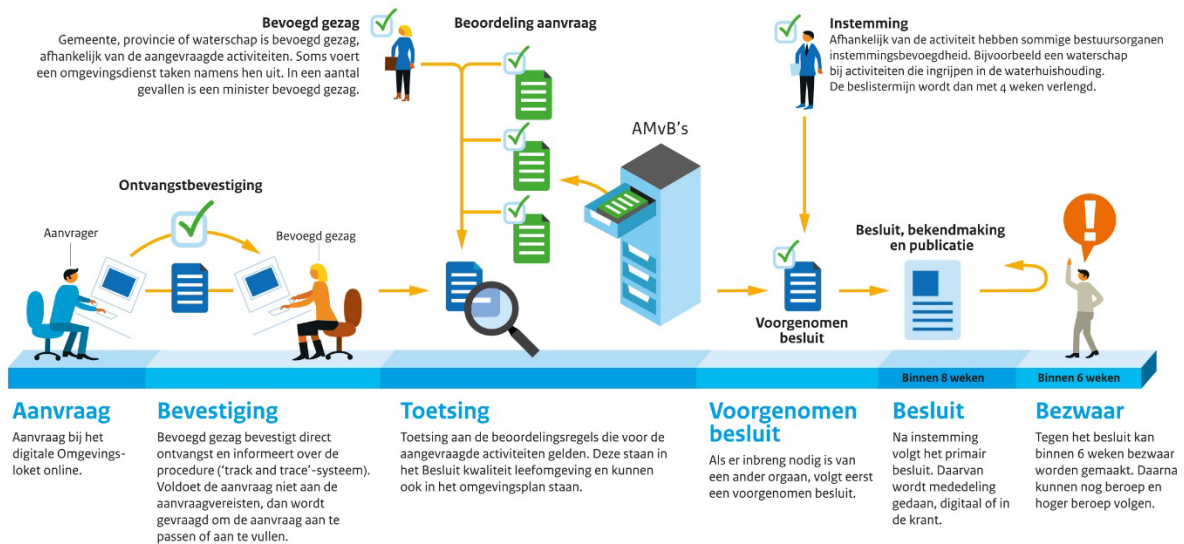 Bevoegd gezag
Gemeente, provincie of waterschap is bevoegd gezag,
afhankelijk van de aangevraagde activiteiten. Soms voert
een omgevingsdienst taken namens hen uit. In een aantal
gevallen is een minister bevoegd gezag.
Beoordeling aanvraag
Instemming
Afhankelijk van de activiteit hebben sommige bestuursorganen
instemmingsbevoegdheid. Bijvoorbeeld een waterschap
bij activiteiten die ingrijpen in de waterhuishouding.
De beslistermijn wordt dan met 4 weken verlengd.
AMvB's
Ontvangstbevestiging
Aanvrager
Bevoegd gezag
Voorgenomen
besluit
Besluit, bekendmaking
en publicatie
Binnen 8 weken
Binnen 6 weken
Aanvraag
Aanvraag bij het
digitale Omgevings-
loket online.
Bevestiging
Bevoegd gezag bevestigt direct
ontvangst en informeert over de
procedure ('track and trace'-systeem).
Voldoet de aanvraag niet aan de
aanvraagvereisten, dan wordt
gevraagd om de aanvraag aan te
passen of aan te vullen.
Toetsing
Toetsing aan de beoordelingsregels die voor de
aangevraagde activiteiten gelden. Deze staan in
het Besluit kwaliteit leefomgeving en kunnen
ook in het omgevingsplan staan.
Voorgenomen
besluit
Als er inbreng nodig is van
een ander orgaan, volgt eerst
een voorgenomen besluit.
Besluit
Na instemming
volgt het primair
besluit. Daarvan
wordt mededeling
gedaan, digitaal of in
de krant.
Bezwaar
Tegen het besluit kan
binnen 6 weken bezwaar
worden gemaakt. Daarna
kunnen nog beroep en
hoger beroep volgen.